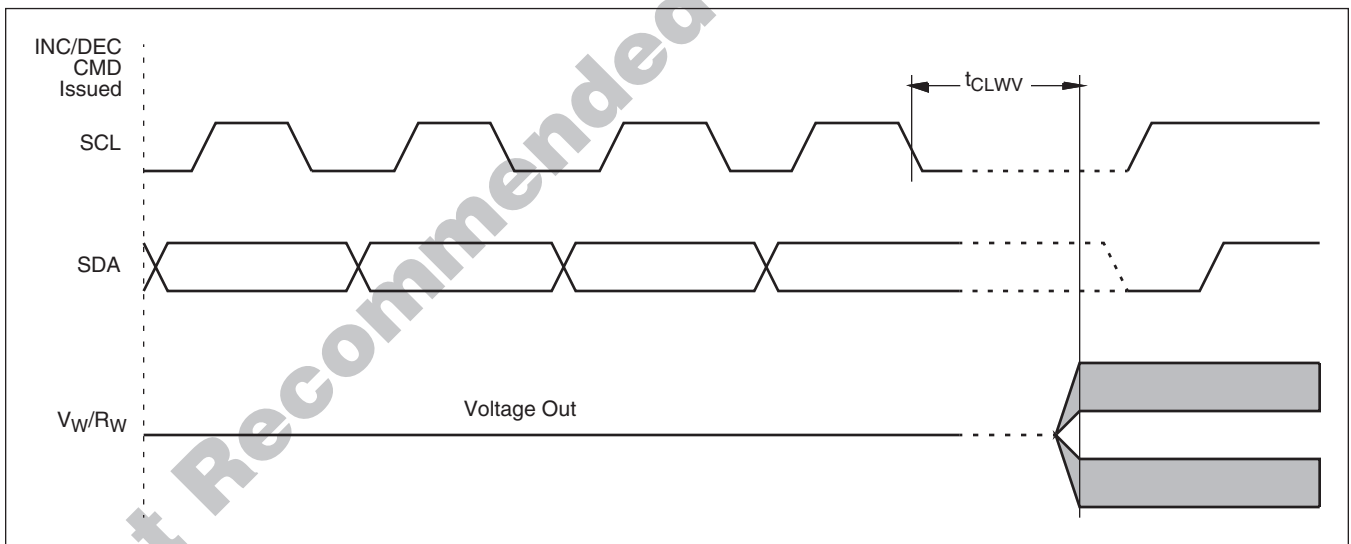 INC/DEC
CMD
Issued
tCLWV
SCL
SDA
Voltage Out
VW/RW
Recommended